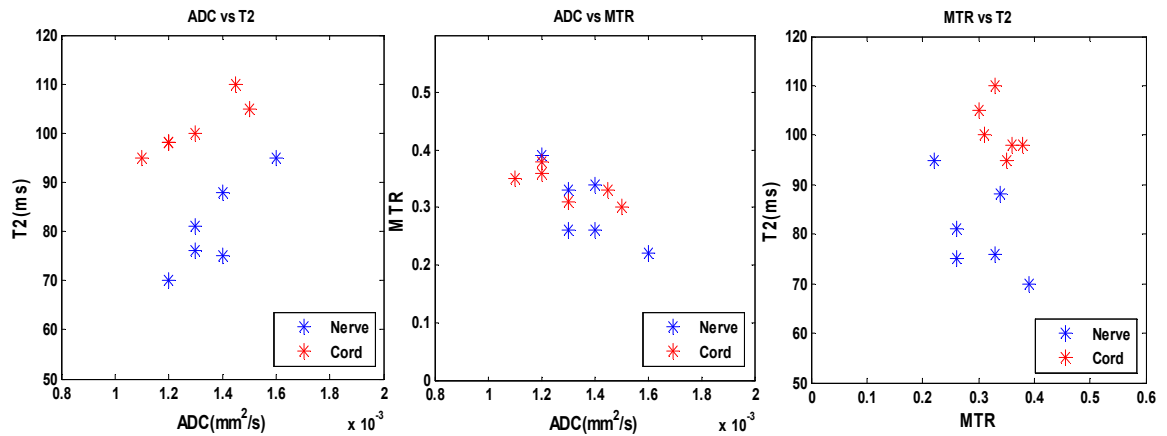 ADC vs T2
120
110
100
90
80
70
60
50
T2(ms)
0.8 1 1.2 1.4 1.6 1.8 2
ADC(mm²/s) x 10⁻³
Nerve
Cord
ADC vs MTR
0.5
0.4
0.3
0.2
0.1
0
MTR
0.8 1 1.2 1.4 1.6 1.8 2
ADC(mm²/s) x 10⁻³
Nerve
Cord
MTR vs T2
120
110
100
90
80
70
60
50
T2(ms)
0 0.1 0.2 0.3 0.4 0.5 0.6
MTR
Nerve
Cord